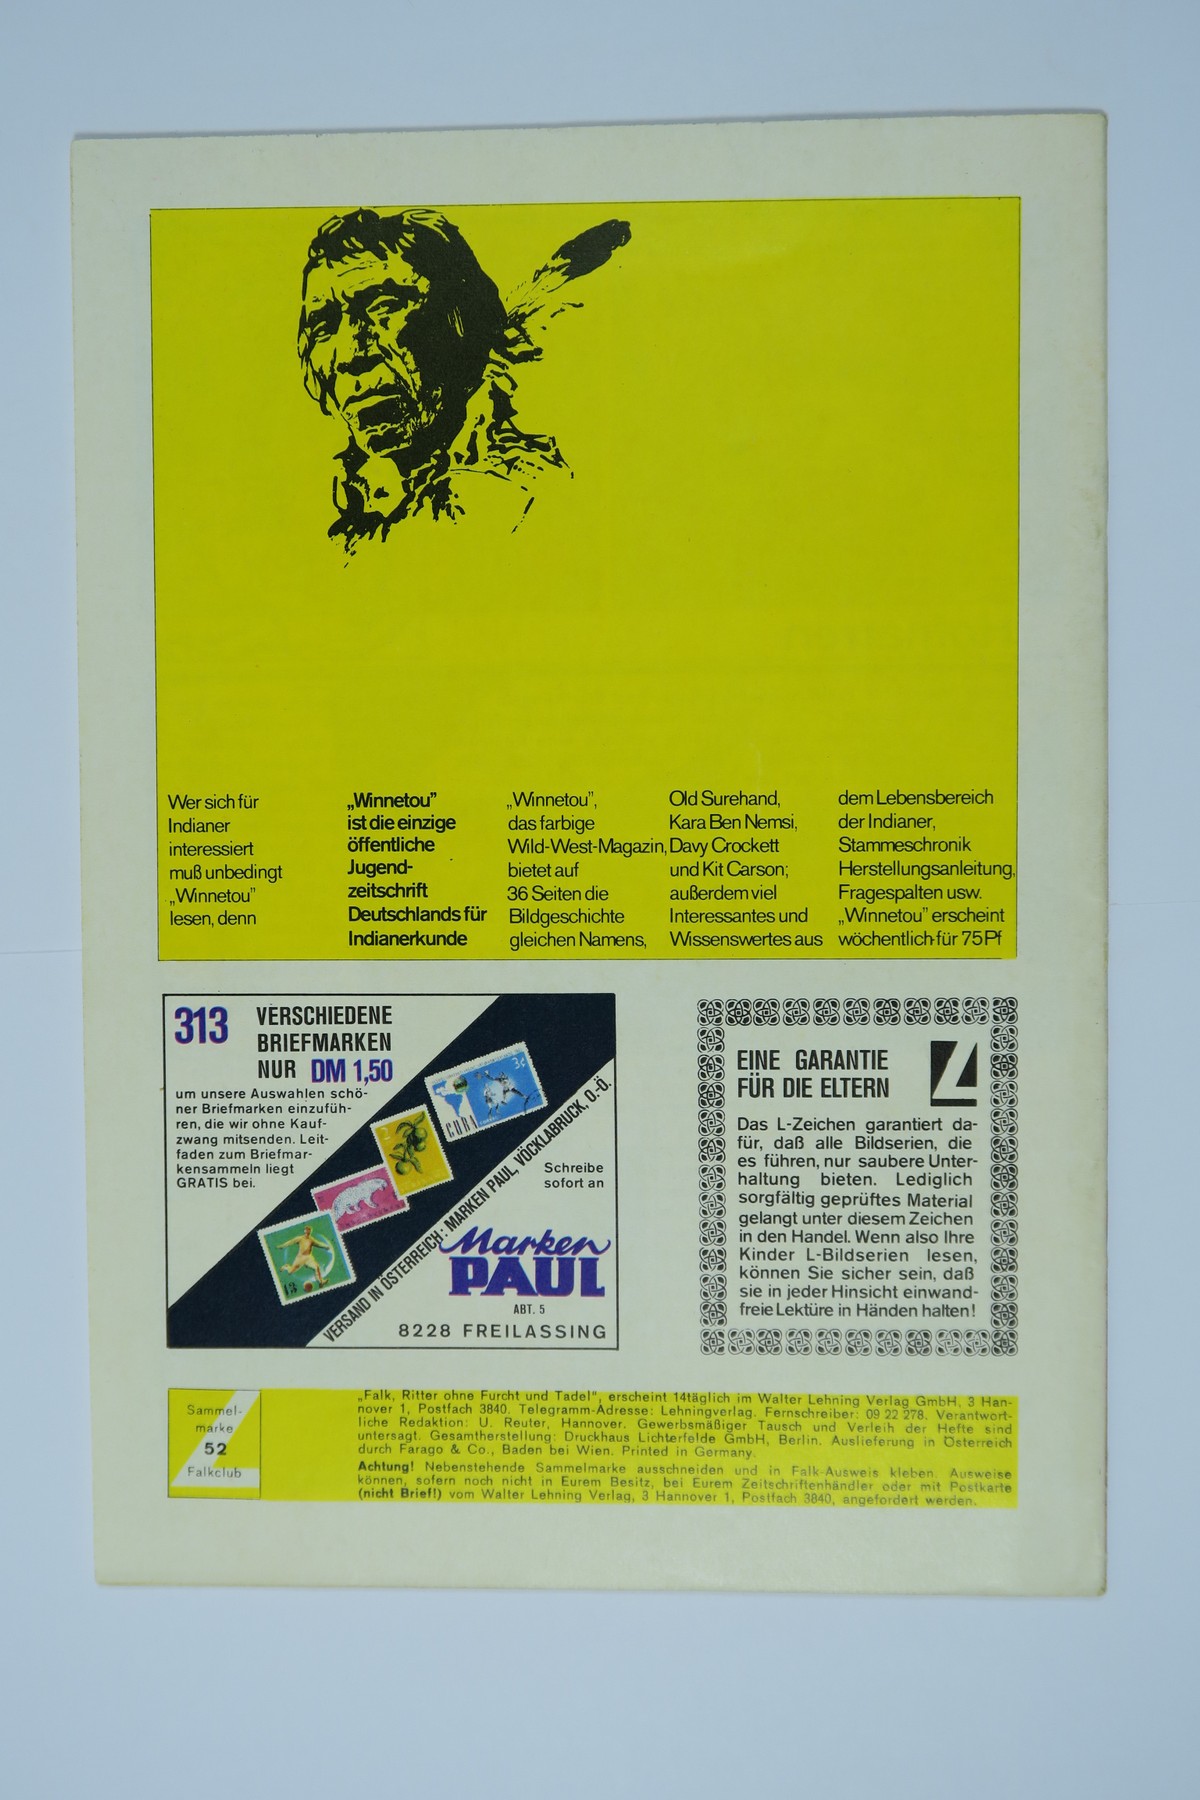 Wer sich für
Indianer
interessiert
muß unbedingt
„Winnetou”
lesen, denn
„Winnetou”
ist die einzige
öffentliche
Jugend-
zeitschrift
Deutschlands für
Indianerkunde
„Winnetou”,
das farbige
Wild-West-Magazin,
bietet auf
36 Seiten die
Bildgeschichte
gleichen Namens,
Old Surehand,
Kara Ben Nemsi,
Davy Crockett
und Kit Carson;
außerdem viel
Interessantes und
Wissenswertes aus
dem Lebensbereich
der Indianer,
Stammeschronik
Herstellungsanleitung,
Fragespalten usw.
„Winnetou” erscheint
wöchentlich für 75 Pf
313 VERSCHIEDENE
BRIEFMARKEN
NUR DM 1,50
um unsere Auswahlen schö-
ner Briefmarken einzufüh-
ren, die wir ohne Kauf-
zwang mitsenden. Leit-
faden zum Briefmar-
kensammeln liegt
GRATIS bei.
3¢
CUBA
2
13
VERSAND IN ÖSTERREICH: MARKEN PAUL, VÖCKLABRUCK, O.-Ö.
Schreibe
sofort an
Marken
PAUL
ABT. 5
8228 FREILASSING
EINE GARANTIE
FÜR DIE ELTERN
L
Das L-Zeichen garantiert da-
für, daß alle Bildserien, die
es führen, nur saubere Unter-
haltung bieten. Lediglich
sorgfältig geprüftes Material
gelangt unter diesem Zeichen
in den Handel. Wenn also Ihre
Kinder L-Bildserien lesen,
können Sie sicher sein, daß
sie in jeder Hinsicht einwand-
freie Lektüre in Händen halten!
Sammel-
marke
52
Falkclub
„Falk, Ritter ohne Furcht und Tadel”, erscheint 14täglich im Walter Lehning Verlag GmbH, 3 Han-
nover 1, Postfach 3840. Telegramm-Adresse: Lehningverlag. Fernschreiber: 09 22 278. Verantwort-
liche Redaktion: U. Reuter, Hannover. Gewerbsmäßiger Tausch und Verleih der Hefte sind
untersagt. Gesamtherstellung: Druckhaus Lichterfelde GmbH, Berlin. Auslieferung in Österreich
durch Farago & Co., Baden bei Wien. Printed in Germany.
Achtung! Nebenstehende Sammelmarke ausschneiden und in Falk-Ausweis kleben. Ausweise
können, sofern noch nicht in Eurem Besitz, bei Eurem Zeitschriftenhändler oder mit Postkarte
(nicht Brief!) vom Walter Lehning Verlag, 3 Hannover 1, Postfach 3840, angefordert werden.